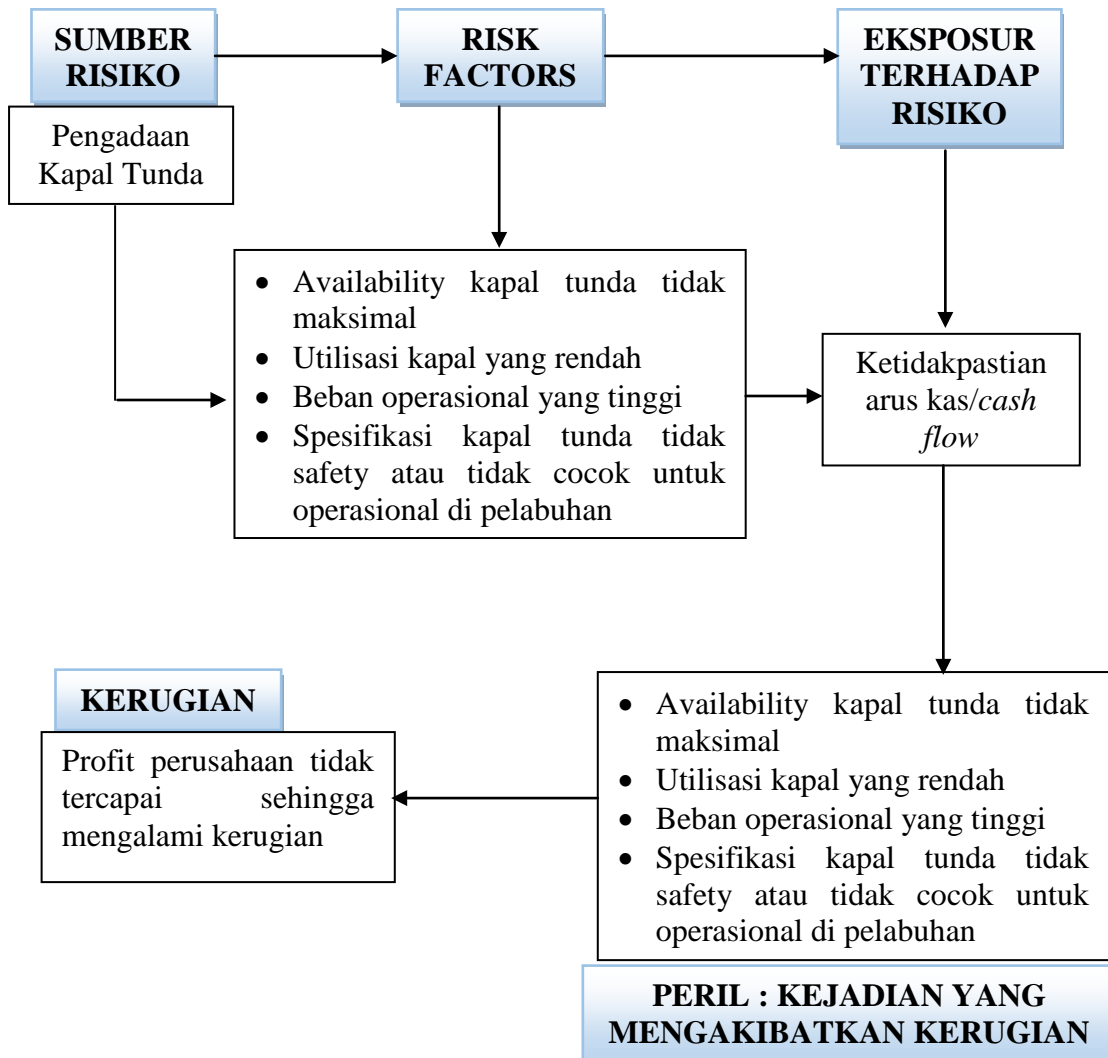 SUMBER
RISIKO
RISK
FACTORS
EKSPOSUR
TERHADAP
RISIKO
Pengadaan
Kapal Tunda
• Availability kapal tunda tidak
maksimal
• Utilisasi kapal yang rendah
• Beban operasional yang tinggi
• Spesifikasi kapal tunda tidak
safety atau tidak cocok untuk
operasional di pelabuhan
Ketidakpastian
arus kas/cash
flow
KERUGIAN
Profit perusahaan tidak
tercapai sehingga
mengalami kerugian
• Availability kapal tunda tidak
maksimal
• Utilisasi kapal yang rendah
• Beban operasional yang tinggi
• Spesifikasi kapal tunda tidak
safety atau tidak cocok untuk
operasional di pelabuhan
PERIL : KEJADIAN YANG
MENGAKIBATKAN KERUGIAN